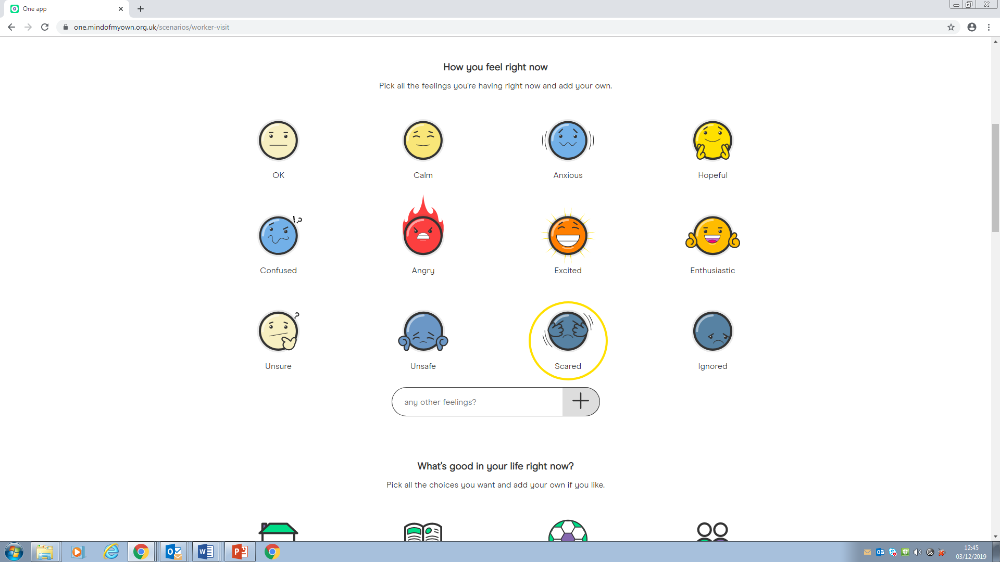 One app
one.mindofmyown.org.uk/scenarios/worker-visit
How you feel right now
Pick all the feelings you're having right now and add your own.
OK
Calm
Anxious
Hopeful
!?
Confused
Angry
Excited
Enthusiastic
?
Unsure
Unsafe
Scared
Ignored
any other feelings?
What's good in your life right now?
Pick all the choices you want and add your own if you like.
12:45
03/12/2019